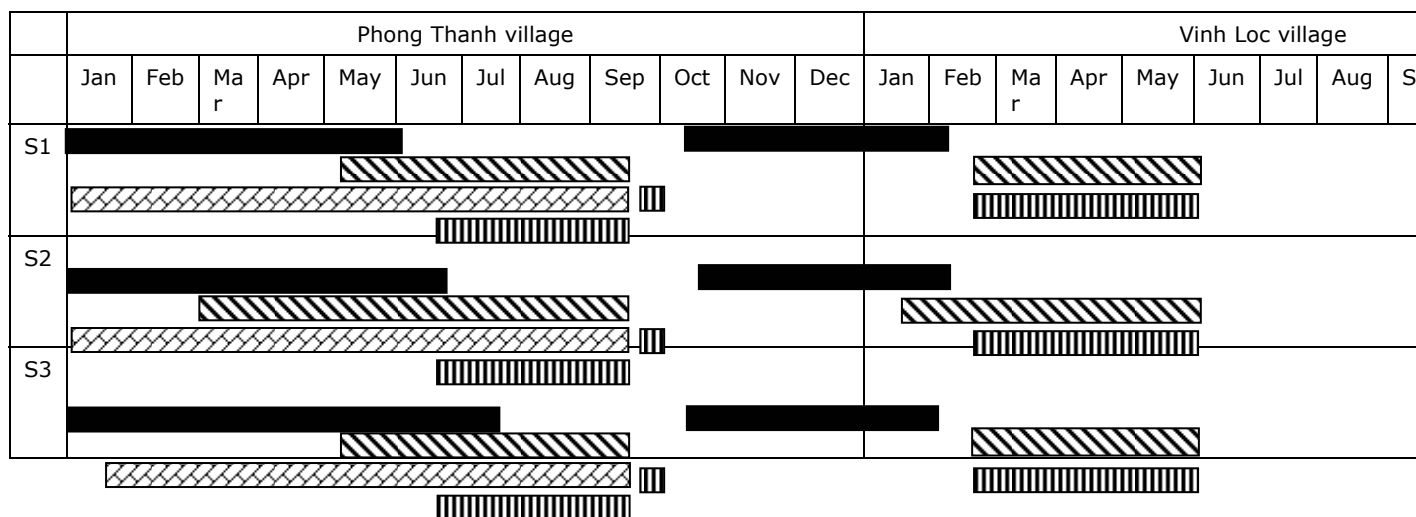 Phong Thanh village Vinh Loc village
Jan Feb Ma Apr May Jun Jul Aug Sep Oct Nov Dec Jan Feb Ma Apr May Jun Jul Aug S
r r
S1
S2
S3